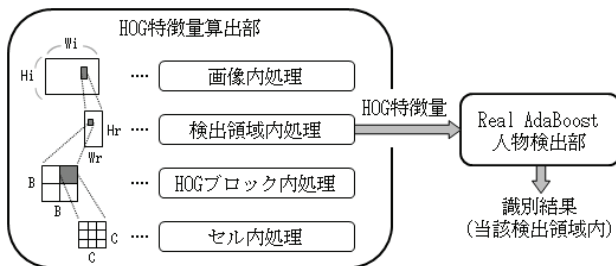 HOG特徴量算出部
Wi
Hi
‥‥
画像内処理
Hr
Wr
‥‥
検出領域内処理
HOG特徴量
Real AdaBoost
人物検出部
B
B
‥‥
HOGブロック内処理
C
C
‥‥
セル内処理
識別結果
(当該検出領域内)